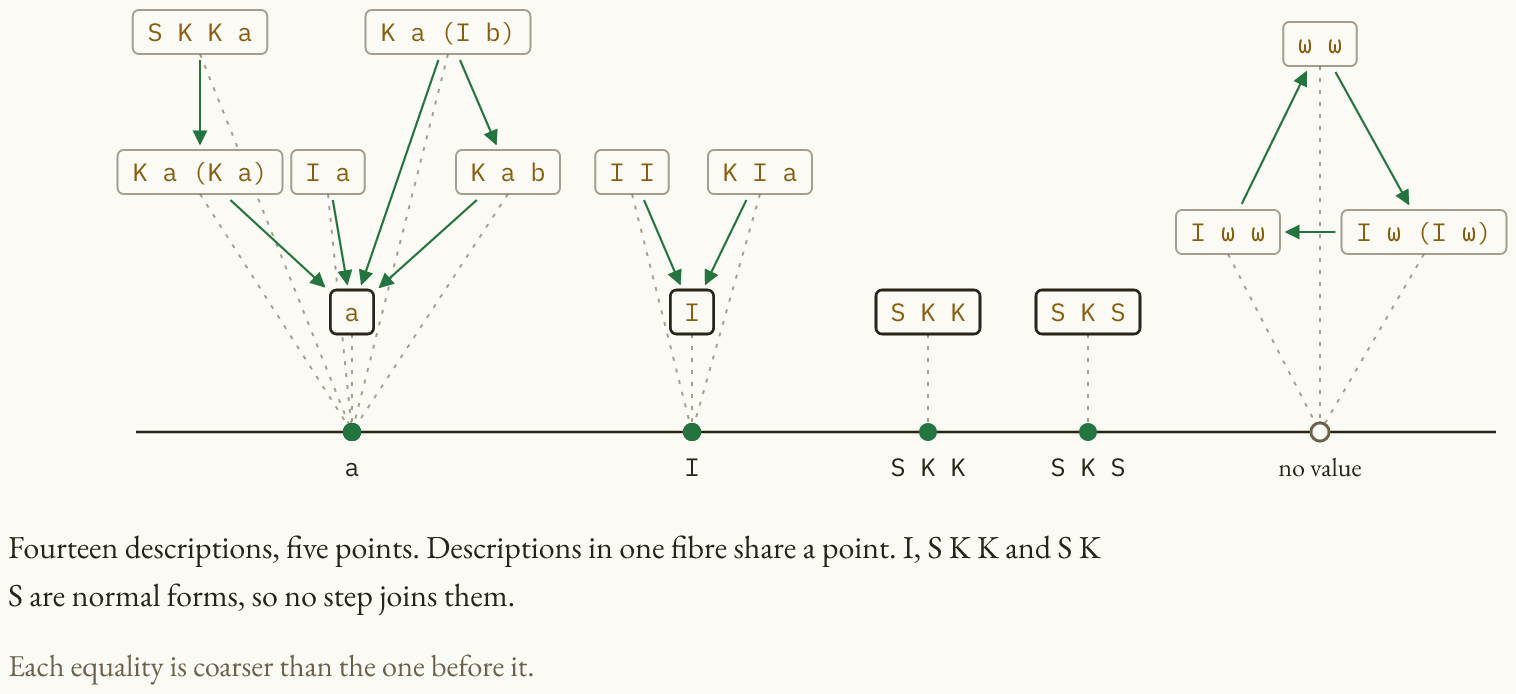 S K K a
K a (I b)
ω ω
K a (K a)
I a
K a b
I I
K I a
I ω ω
I ω (I ω)
a
I
S K K
S K S
a
I
S K K
S K S
no value
Fourteen descriptions, five points. Descriptions in one fibre share a point. I, S K K and S K
S are normal forms, so no step joins them.
Each equality is coarser than the one before it.